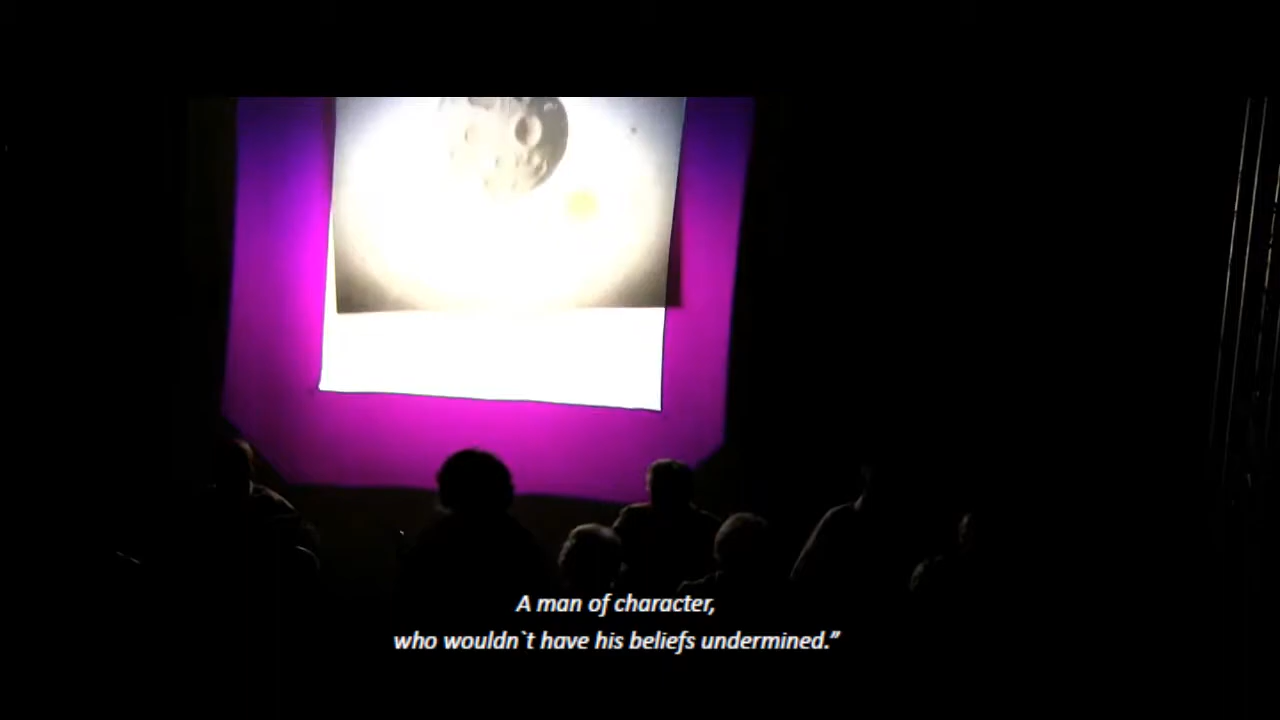 A man of character,
who wouldn`t have his beliefs undermined.”